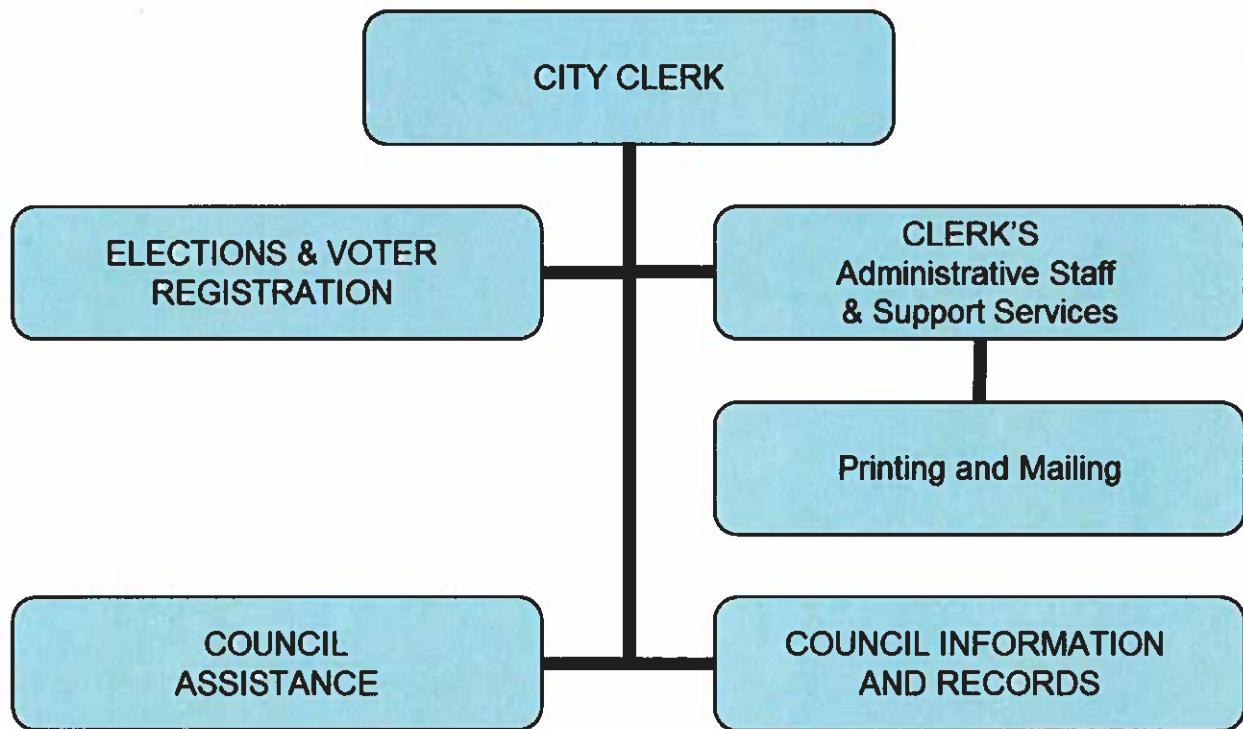 CITY CLERK
ELECTIONS & VOTER
REGISTRATION
CLERK'S
Administrative Staff
& Support Services
Printing and Mailing
COUNCIL
ASSISTANCE
COUNCIL INFORMATION
AND RECORDS